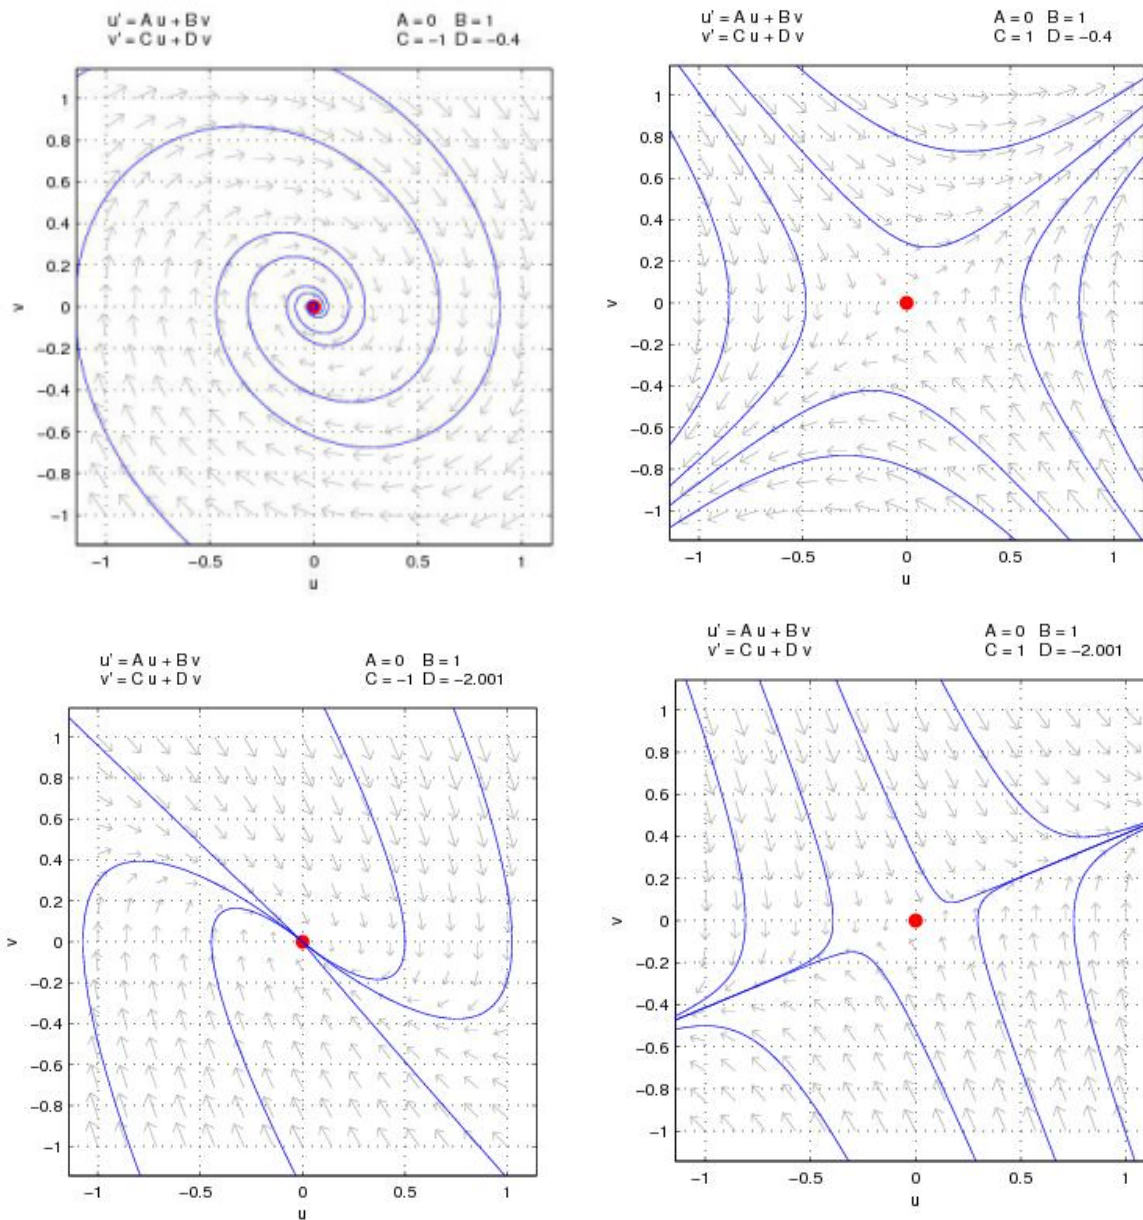 u' = A u + B v
v' = C u + D v
A = 0 B = 1
C = −1 D = −0.4
1
0.8
0.6
0.4
0.2
0
−0.2
−0.4
−0.6
−0.8
−1
v
−1 −0.5 0 0.5 1
u
u' = A u + B v
v' = C u + D v
A = 0 B = 1
C = 1 D = −0.4
1
0.8
0.6
0.4
0.2
0
−0.2
−0.4
−0.6
−0.8
−1
v
−1 −0.5 0 0.5 1
u
u' = A u + B v
v' = C u + D v
A = 0 B = 1
C = −1 D = −2.001
1
0.8
0.6
0.4
0.2
0
−0.2
−0.4
−0.6
−0.8
−1
v
−1 −0.5 0 0.5 1
u
u' = A u + B v
v' = C u + D v
A = 0 B = 1
C = 1 D = −2.001
1
0.8
0.6
0.4
0.2
0
−0.2
−0.4
−0.6
−0.8
−1
v
−1 −0.5 0 0.5 1
u